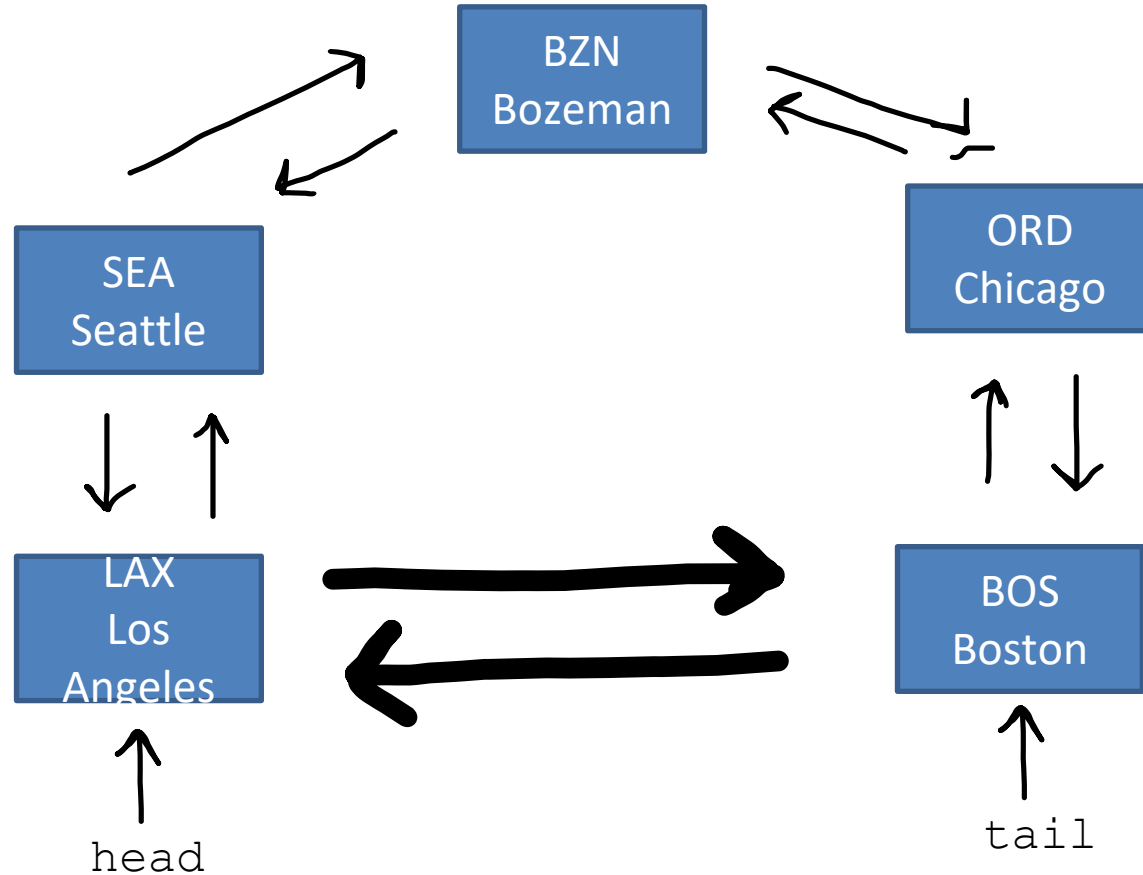 BZN
Bozeman
ORD
Chicago
SEA
Seattle
LAX
Los
Angeles
BOS
Boston
head
tail